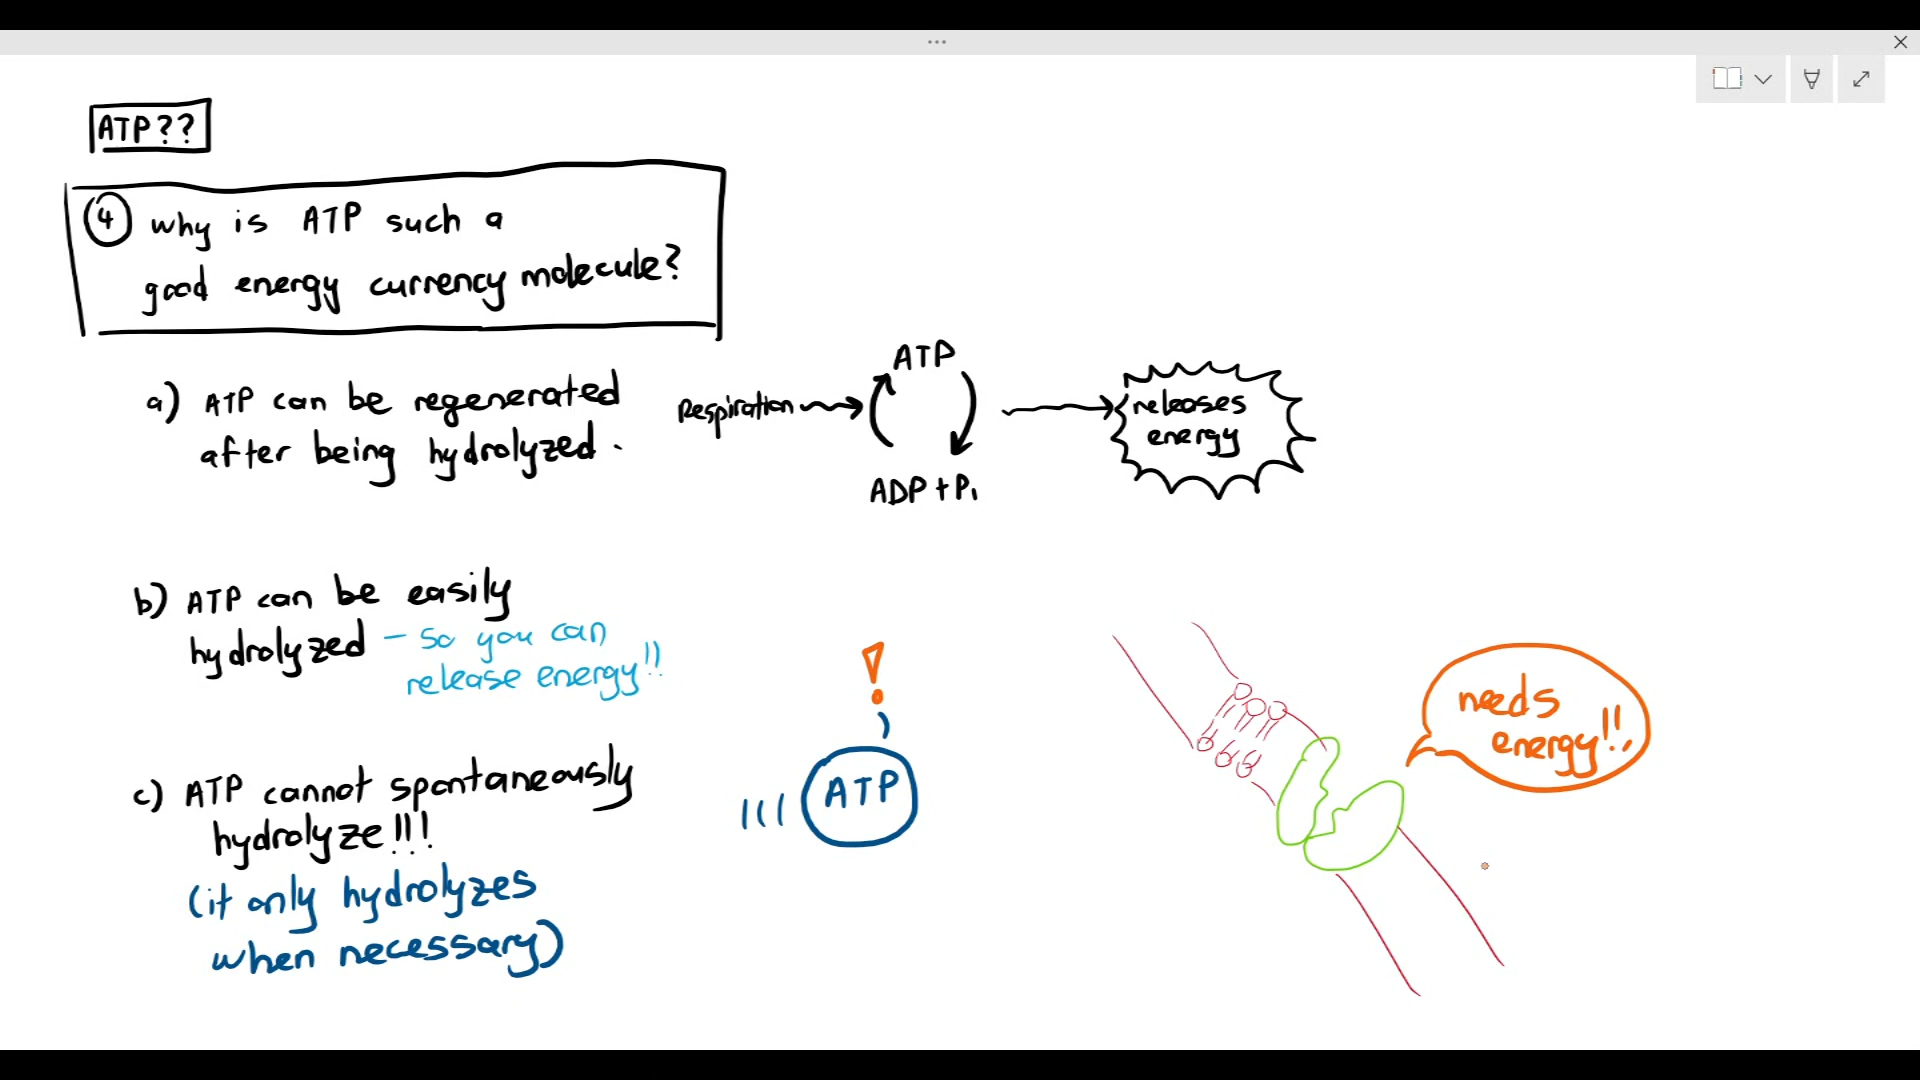 ATP??
④ why is ATP such a
good energy currency molecule?
a) ATP can be regenerated
after being hydrolyzed.
Respiration
ATP
ADP + Pi
releases
energy
b) ATP can be easily
hydrolyzed – so you can
release energy!!
c) ATP cannot spontaneously
hydrolyze!!!
(it only hydrolyzes
when necessary)
!
ATP
needs
energy!!